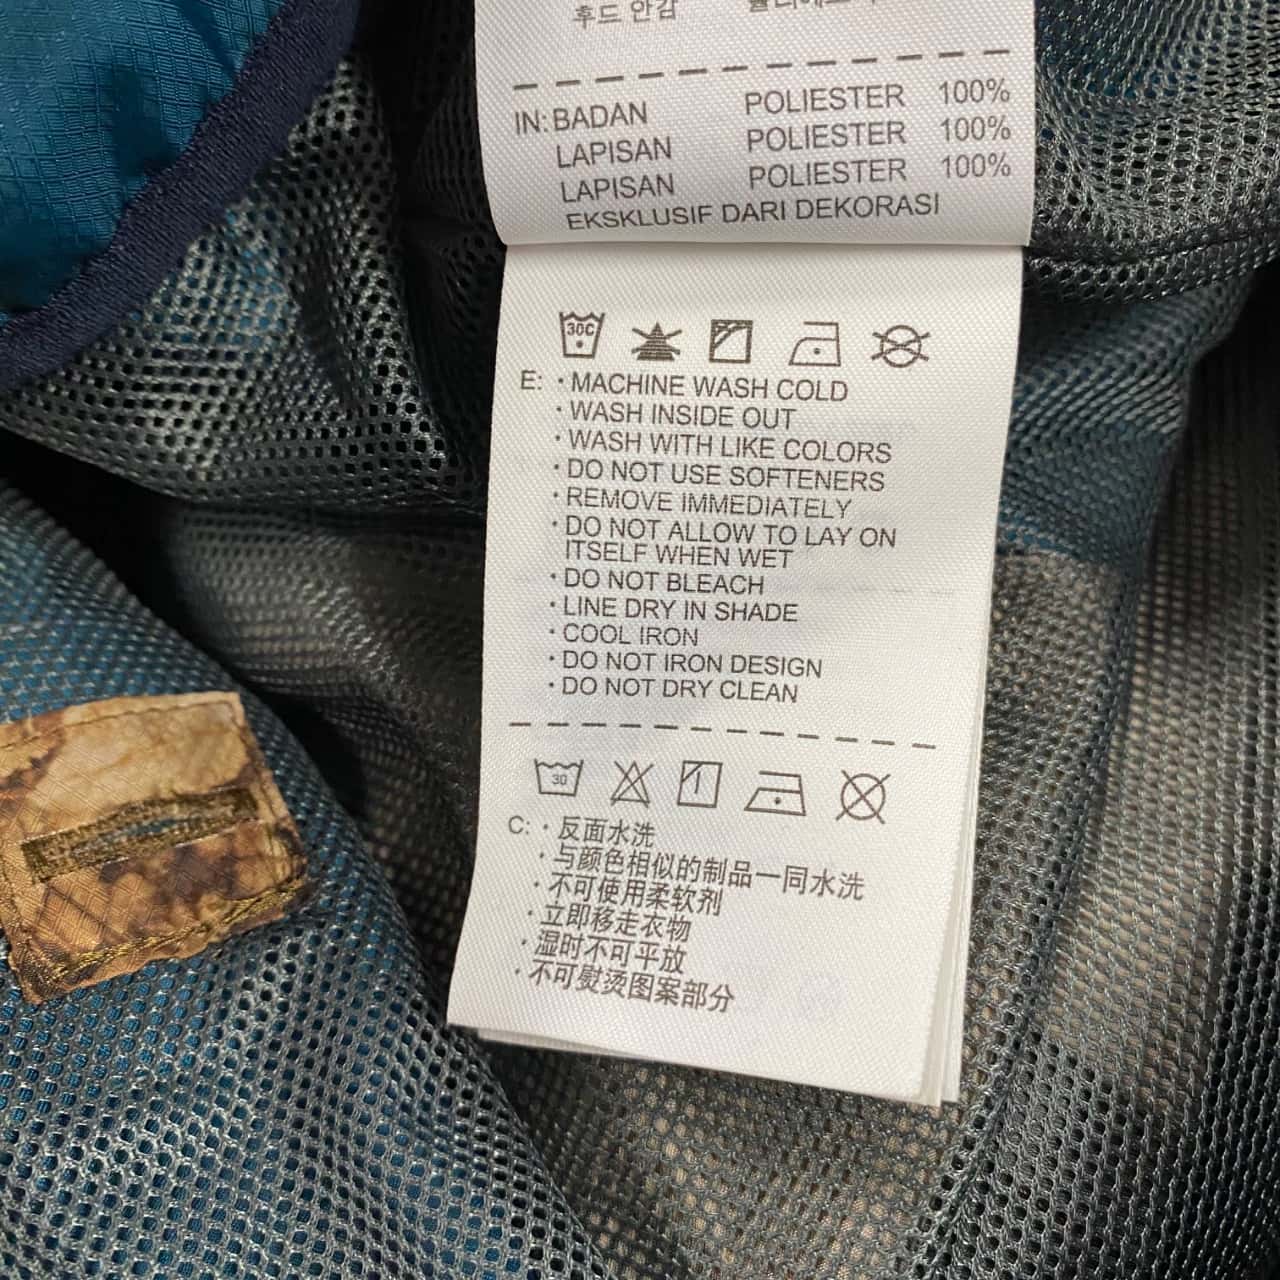 후드 안감
IN: BADAN POLIESTER 100%
LAPISAN POLIESTER 100%
LAPISAN POLIESTER 100%
EKSKLUSIF DARI DEKORASI
30C
E: · MACHINE WASH COLD
· WASH INSIDE OUT
· WASH WITH LIKE COLORS
· DO NOT USE SOFTENERS
· REMOVE IMMEDIATELY
· DO NOT ALLOW TO LAY ON
ITSELF WHEN WET
· DO NOT BLEACH
· LINE DRY IN SHADE
· COOL IRON
· DO NOT IRON DESIGN
· DO NOT DRY CLEAN
30
C: · 反面水洗
· 与颜色相似的制品一同水洗
· 不可使用柔软剂
· 立即移走衣物
· 湿时不可平放
· 不可熨烫图案部分